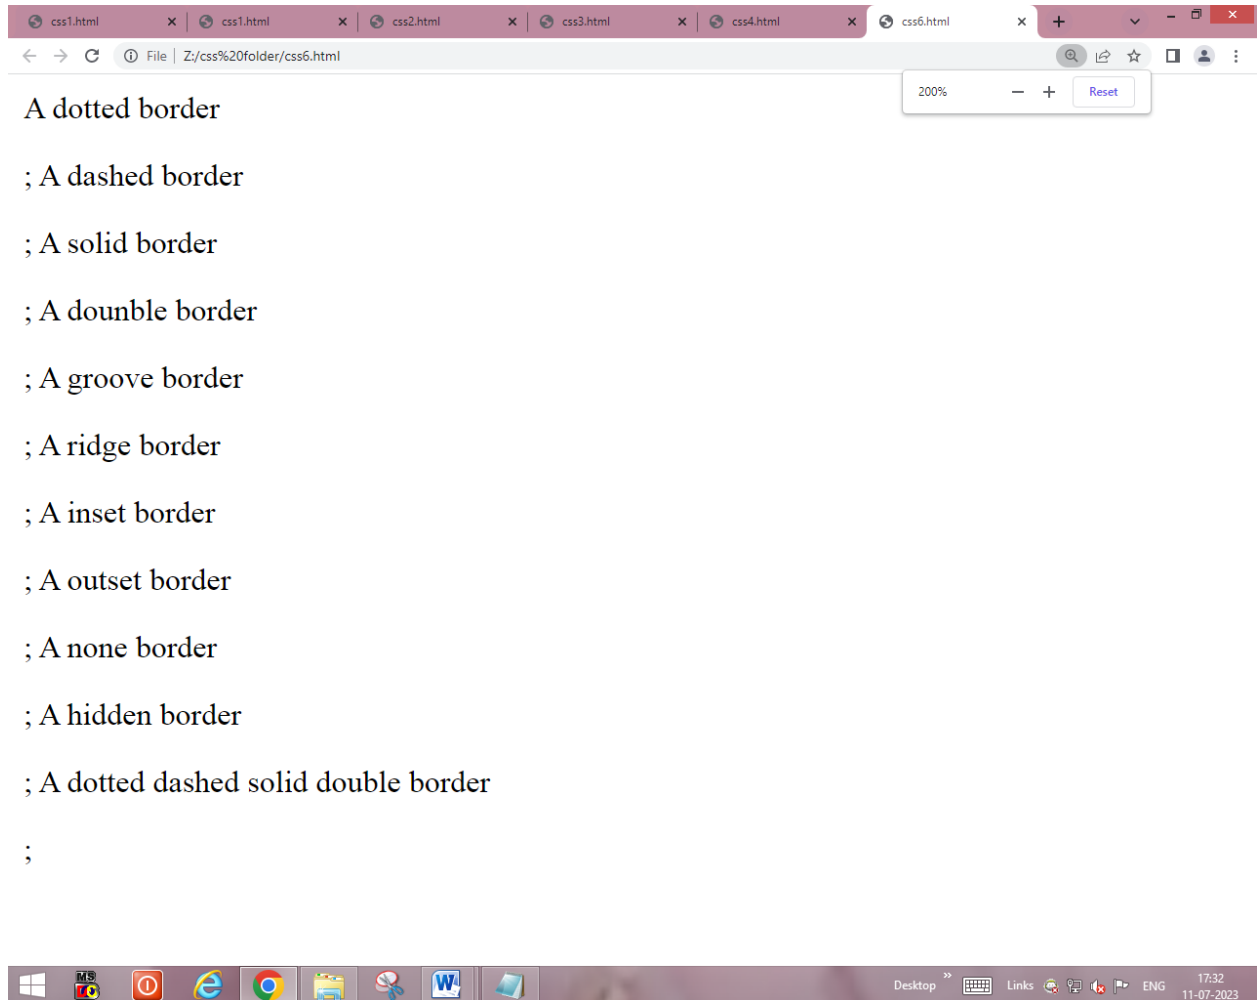 css1.html css1.html css2.html css3.html css4.html css6.html
File Z:/css%20folder/css6.html
200% Reset
A dotted border
; A dashed border
; A solid border
; A dounble border
; A groove border
; A ridge border
; A inset border
; A outset border
; A none border
; A hidden border
; A dotted dashed solid double border
;
MS
Desktop » Links ENG 17:32
11-07-2023